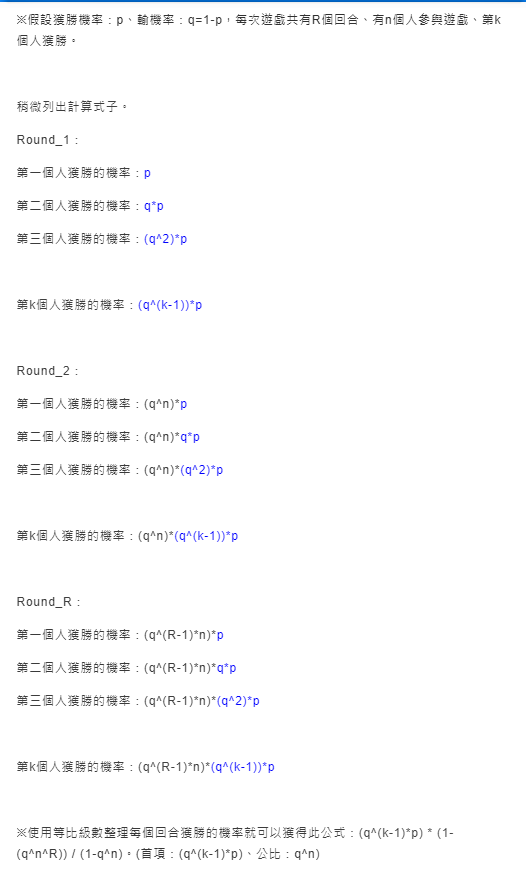 ※假設獲勝機率：p、輸機率：q=1-p，每次遊戲共有R個回合、有n個人參與遊戲、第k
個人獲勝。
稍微列出計算式子。
Round_1：
第一個人獲勝的機率：p
第二個人獲勝的機率：q*p
第三個人獲勝的機率：(q^2)*p
第k個人獲勝的機率：(q^(k-1))*p
Round_2：
第一個人獲勝的機率：(q^n)*p
第二個人獲勝的機率：(q^n)*q*p
第三個人獲勝的機率：(q^n)*(q^2)*p
第k個人獲勝的機率：(q^n)*(q^(k-1))*p
Round_R：
第一個人獲勝的機率：(q^(R-1)*n)*p
第二個人獲勝的機率：(q^(R-1)*n)*q*p
第三個人獲勝的機率：(q^(R-1)*n)*(q^2)*p
第k個人獲勝的機率：(q^(R-1)*n)*(q^(k-1))*p
※使用等比級數整理每個回合獲勝的機率就可以獲得此公式：(q^(k-1)*p) * (1-
(q^n^R)) / (1-q^n)。(首項：(q^(k-1)*p)、公比：q^n)